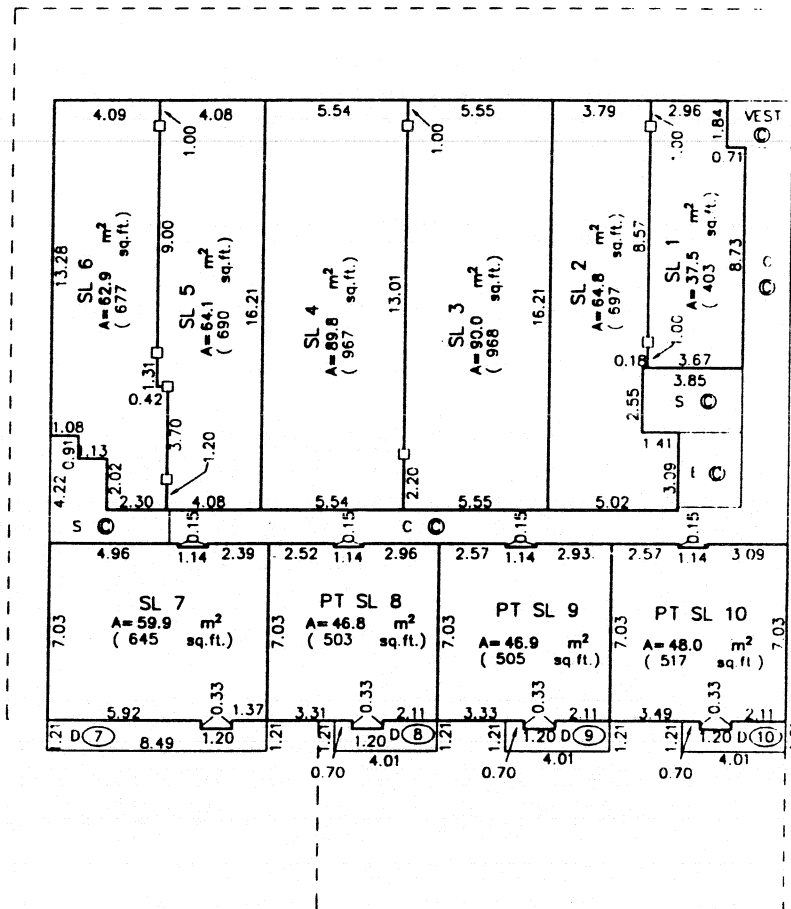 4.09 4.08 5.54 5.55 3.79 2.96
1.84 VEST
C
1.00 1.00 1.00
0.71
13.28
SL 6
A=62.9 m²
( 677 sq.ft.)
9.00
SL 5
A=64.1 m²
( 690 sq.ft.)
16.21
SL 4
A=89.8 m²
( 967 sq.ft.)
13.01
SL 3
A=90.0 m²
( 968 sq.ft.)
16.21
SL 2
A=64.8 m²
( 697 sq.ft.)
8.57
SL 1
A=37.5 m²
( 403 sq.ft.)
8.73
C
C
1.00
1.31
0.42
0.18 3.67
3.85
2.55 S C
1.08
0.91 1.13
3.70 1.20
1.41
4.22 2.02
2.20
3.09
C
2.30 4.08 5.54 5.55 5.02
S C C C
0.15 0.15 0.15 0.15
4.96 1.14 2.39 2.52 1.14 2.96 2.57 1.14 2.93 2.57 1.14 3.09
7.03
SL 7
A=59.9 m²
( 645 sq.ft.)
7.03
PT SL 8
A=46.8 m²
( 503 sq.ft.)
7.03
PT SL 9
A=46.9 m²
( 505 sq ft.)
7.03
PT SL 10
A=48.0 m²
( 517 sq ft )
7.03
0.33 0.33 0.33 0.33
5.92 1.37 3.31 2.11 3.33 2.11 3.49 2.11
1.21 D 7 1.20 1.21 1.21 1.20 D 8 1.21 1.21 1.20 D 9 1.21 1.21 1.20 D 10 1.21
8.49 4.01 4.01 4.01
0.70 0.70 0.70